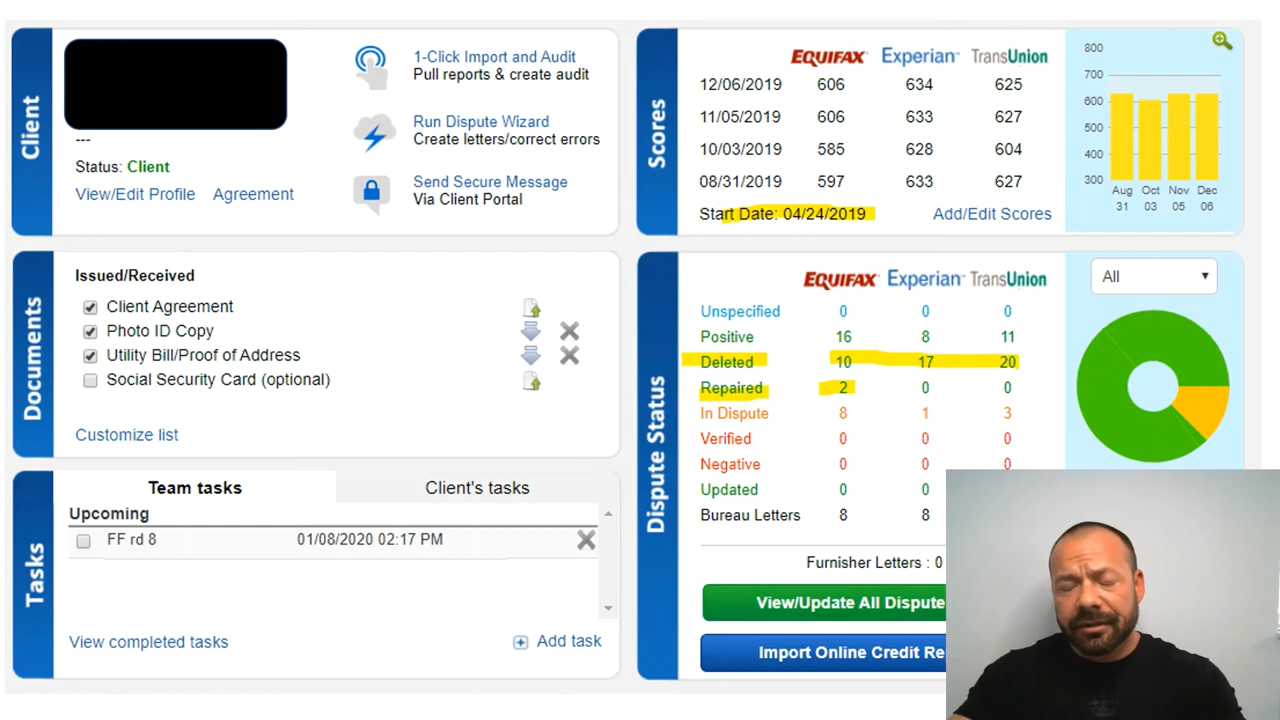 Client
---
Status: Client
View/Edit Profile Agreement
1-Click Import and Audit
Pull reports & create audit
Run Dispute Wizard
Create letters/correct errors
Send Secure Message
Via Client Portal
Scores
EQUIFAX Experian TransUnion
12/06/2019 606 634 625
11/05/2019 606 633 627
10/03/2019 585 628 604
08/31/2019 597 633 627
Start Date: 04/24/2019 Add/Edit Scores
800
700
600
500
400
300
Aug Oct Nov Dec
31 03 05 06
Documents
Issued/Received
Client Agreement
Photo ID Copy
Utility Bill/Proof of Address
Social Security Card (optional)
Customize list
Dispute Status
EQUIFAX Experian TransUnion
All
Unspecified 0 0 0
Positive 16 8 11
Deleted 10 17 20
Repaired 2 0 0
In Dispute 8 1 3
Verified 0 0 0
Negative 0 0 0
Updated 0 0
Bureau Letters 8 8
Furnisher Letters : 0
View/Update All Dispute
Import Online Credit Re
Tasks
Team tasks Client's tasks
Upcoming
FF rd 8 01/08/2020 02:17 PM
View completed tasks Add task